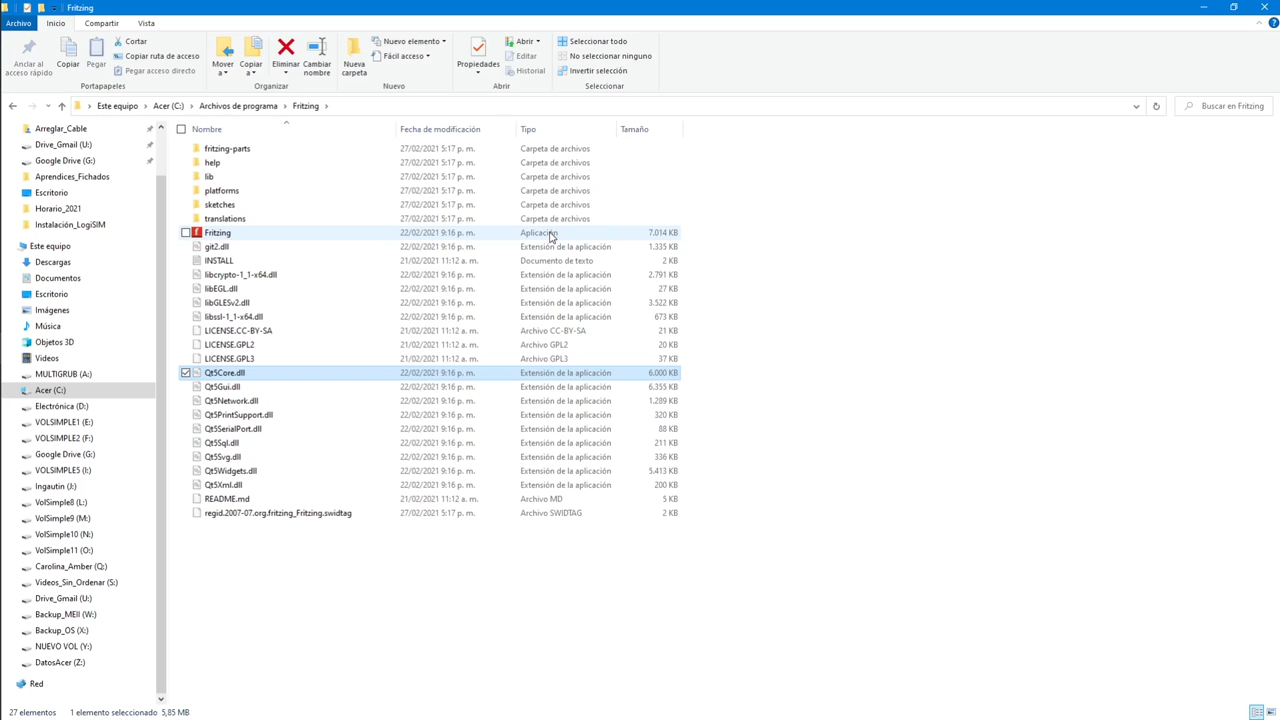 Fritzing
Archivo Inicio Compartir Vista
Anclar al acceso rápido
Copiar
Pegar
Cortar
Copiar ruta de acceso
Pegar acceso directo
Portapapeles
Mover a
Copiar a
Eliminar
Cambiar nombre
Organizar
Nueva carpeta
Nuevo elemento
Fácil acceso
Nuevo
Propiedades
Abrir
Editar
Historial
Abrir
Seleccionar todo
No seleccionar ninguno
Invertir selección
Seleccionar
Este equipo > Acer (C:) > Archivos de programa > Fritzing >
Buscar en Fritzing
Arreglar_Cable
Drive_Gmail (U:)
Google Drive (G:)
Aprendices_Fichados
Escritorio
Horario_2021
Instalación_LogiSIM
Este equipo
Descargas
Documentos
Escritorio
Imágenes
Música
Objetos 3D
Videos
MULTIGRUB (A:)
Acer (C:)
Electrónica (D:)
VOLSIMPLE1 (E:)
VOLSIMPLE2 (F:)
Google Drive (G:)
VOLSIMPLE5 (I:)
Ingautin (J:)
VolSimple8 (L:)
VolSimple9 (M:)
VolSimple10 (N:)
VolSimple11 (O:)
Carolina_Amber (Q:)
Videos_Sin_Ordenar (S:)
Drive_Gmail (U:)
Backup_MEII (W:)
Backup_OS (X:)
NUEVO VOL (Y:)
DatosAcer (Z:)
Red
Nombre Fecha de modificación Tipo Tamaño
fritzing-parts 27/02/2021 5:17 p. m. Carpeta de archivos
help 27/02/2021 5:17 p. m. Carpeta de archivos
lib 27/02/2021 5:17 p. m. Carpeta de archivos
platforms 27/02/2021 5:17 p. m. Carpeta de archivos
sketches 27/02/2021 5:17 p. m. Carpeta de archivos
translations 27/02/2021 5:17 p. m. Carpeta de archivos
Fritzing 22/02/2021 9:16 p. m. Aplicación 7.014 KB
git2.dll 22/02/2021 9:16 p. m. Extensión de la aplicación 1.335 KB
INSTALL 21/02/2021 11:12 a. m. Documento de texto 2 KB
libcrypto-1_1-x64.dll 22/02/2021 9:16 p. m. Extensión de la aplicación 2.791 KB
libEGL.dll 22/02/2021 9:16 p. m. Extensión de la aplicación 27 KB
libGLESv2.dll 22/02/2021 9:16 p. m. Extensión de la aplicación 3.522 KB
libssl-1_1-x64.dll 22/02/2021 9:16 p. m. Extensión de la aplicación 673 KB
LICENSE.CC-BY-SA 21/02/2021 11:12 a. m. Archivo CC-BY-SA 21 KB
LICENSE.GPL2 21/02/2021 11:12 a. m. Archivo GPL2 20 KB
LICENSE.GPL3 21/02/2021 11:12 a. m. Archivo GPL3 37 KB
Qt5Core.dll 22/02/2021 9:16 p. m. Extensión de la aplicación 6.000 KB
Qt5Gui.dll 22/02/2021 9:16 p. m. Extensión de la aplicación 6.355 KB
Qt5Network.dll 22/02/2021 9:16 p. m. Extensión de la aplicación 1.289 KB
Qt5PrintSupport.dll 22/02/2021 9:16 p. m. Extensión de la aplicación 320 KB
Qt5SerialPort.dll 22/02/2021 9:16 p. m. Extensión de la aplicación 88 KB
Qt5Sql.dll 22/02/2021 9:16 p. m. Extensión de la aplicación 211 KB
Qt5Svg.dll 22/02/2021 9:16 p. m. Extensión de la aplicación 336 KB
Qt5Widgets.dll 22/02/2021 9:16 p. m. Extensión de la aplicación 5.413 KB
Qt5Xml.dll 22/02/2021 9:16 p. m. Extensión de la aplicación 200 KB
README.md 21/02/2021 11:12 a. m. Archivo MD 5 KB
regid.2007-07.org.fritzing_Fritzing.swidtag 27/02/2021 5:17 p. m. Archivo SWIDTAG 2 KB
27 elementos 1 elemento seleccionado 5,85 MB